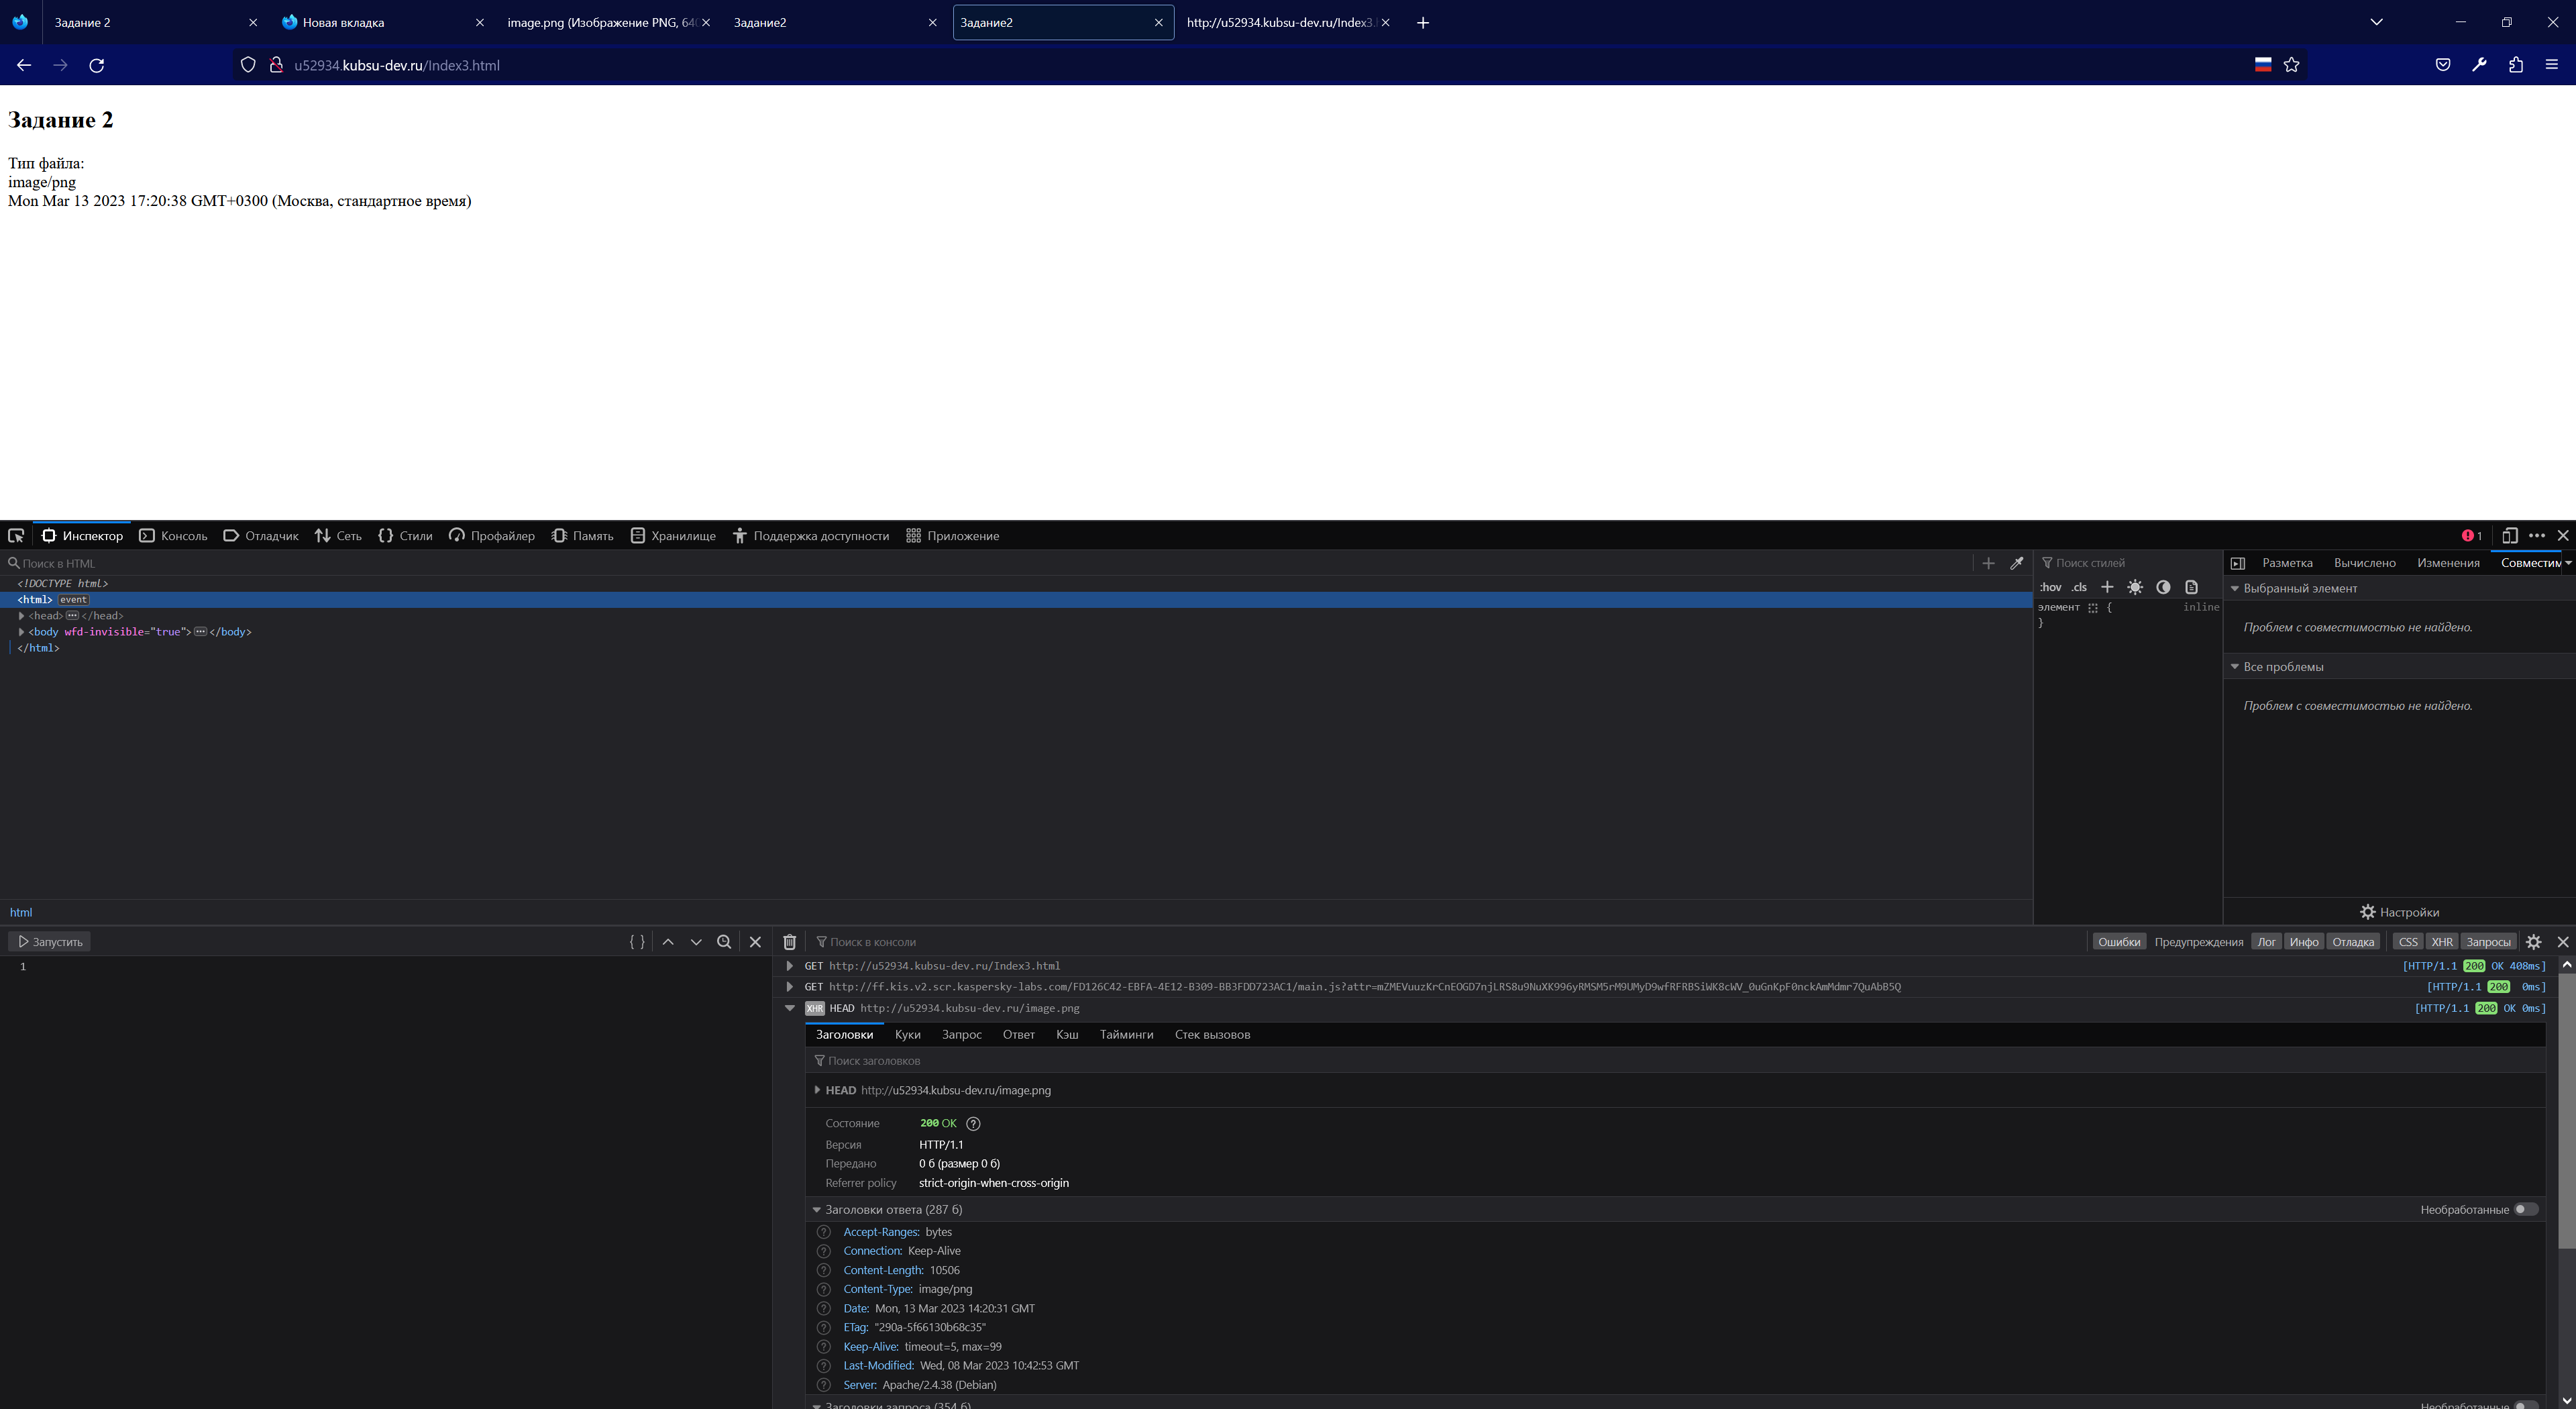 Задание 2
Новая вкладка
image.png (Изображение PNG, 64
Задание2
Задание2
http://u52934.kubsu-dev.ru/Index3.
u52934.kubsu-dev.ru/Index3.html
Задание 2
Тип файла:
image/png
Mon Mar 13 2023 17:20:38 GMT+0300 (Москва, стандартное время)
Инспектор Консоль Отладчик Сеть Стили Профайлер Память Хранилище Поддержка доступности Приложение 1
Поиск в HTML
<!DOCTYPE html>
<html> event
<head> </head>
<body wfd-invisible="true"> </body>
</html>
html
Поиск стилей
:hov .cls
элемент { inline
}
Разметка Вычислено Изменения Совместим
Выбранный элемент
Проблем с совместимостью не найдено.
Все проблемы
Проблем с совместимостью не найдено.
Настройки
Запустить { }
1
Поиск в консоли Ошибки Предупреждения Лог Инфо Отладка CSS XHR Запросы
GET http://u52934.kubsu-dev.ru/Index3.html [HTTP/1.1 200 OK 408ms]
GET http://ff.kis.v2.scr.kaspersky-labs.com/FD126C42-EBFA-4E12-B309-BB3FDD723AC1/main.js?attr=mZMEVuuzKrCnEOGD7njLRS8u9NuXK996yRMSM5rM9UMyD9wfRFRBSiWK8cWV_0uGnKpF0nckAmMdmr7QuAbB5Q [HTTP/1.1 200 0ms]
XHR HEAD http://u52934.kubsu-dev.ru/image.png [HTTP/1.1 200 OK 0ms]
Заголовки Куки Запрос Ответ Кэш Тайминги Стек вызовов
Поиск заголовков
HEAD http://u52934.kubsu-dev.ru/image.png
Состояние 200 OK
Версия HTTP/1.1
Передано 0 б (размер 0 б)
Referrer policy strict-origin-when-cross-origin
Заголовки ответа (287 б) Необработанные
Accept-Ranges: bytes
Connection: Keep-Alive
Content-Length: 10506
Content-Type: image/png
Date: Mon, 13 Mar 2023 14:20:31 GMT
ETag: "290a-5f66130b68c35"
Keep-Alive: timeout=5, max=99
Last-Modified: Wed, 08 Mar 2023 10:42:53 GMT
Server: Apache/2.4.38 (Debian)
Заголовки запроса (354 б) Необработанные